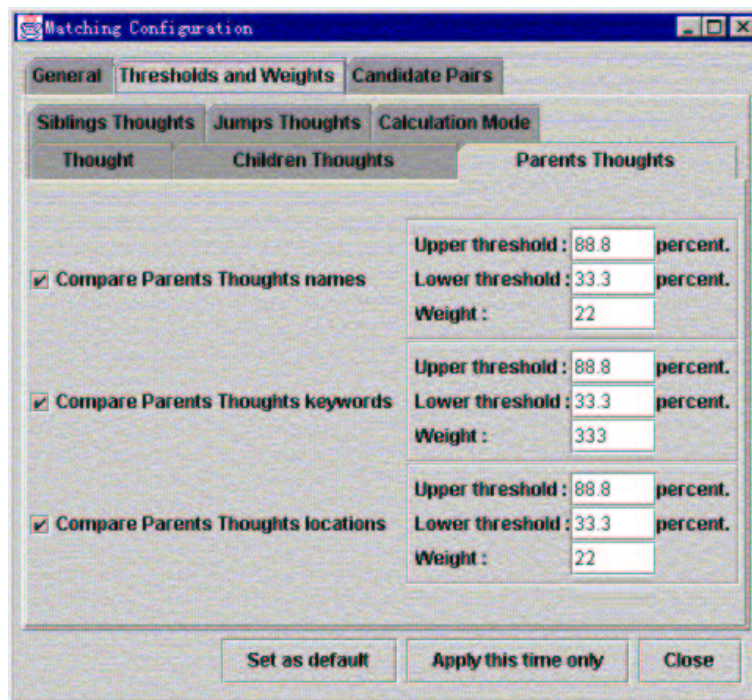 Matching Configuration
General Thresholds and Weights Candidate Pairs
Siblings Thoughts Jumps Thoughts Calculation Mode
Thought Children Thoughts Parents Thoughts
Upper threshold : 88.8 percent.
Compare Parents Thoughts names Lower threshold : 33.3 percent.
Weight : 22
Upper threshold : 88.8 percent.
Compare Parents Thoughts keywords Lower threshold : 33.3 percent.
Weight : 333
Upper threshold : 88.8 percent.
Compare Parents Thoughts locations Lower threshold : 33.3 percent.
Weight : 22
Set as default Apply this time only Close